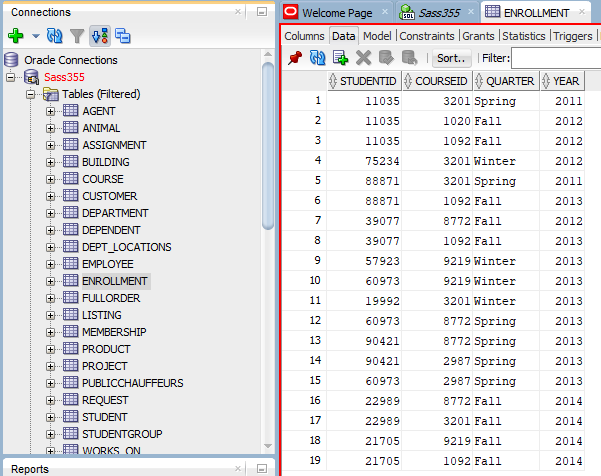 Connections
Oracle Connections
Sass355
Tables (Filtered)
AGENT
ANIMAL
ASSIGNMENT
BUILDING
COURSE
CUSTOMER
DEPARTMENT
DEPENDENT
DEPT_LOCATIONS
EMPLOYEE
ENROLLMENT
FULLORDER
LISTING
MEMBERSHIP
PRODUCT
PROJECT
PUBLICCHAUFFEURS
REQUEST
STUDENT
STUDENTGROUP
WORKS_ON
Reports
Welcome Page Sass355 ENROLLMENT
Columns Data Model Constraints Grants Statistics Triggers
Sort.. Filter:
STUDENTID COURSEID QUARTER YEAR
1 11035 3201 Spring 2011
2 11035 1020 Fall 2012
3 11035 1092 Fall 2012
4 75234 3201 Winter 2012
5 88871 3201 Spring 2011
6 88871 1092 Fall 2013
7 39077 8772 Fall 2012
8 39077 1092 Fall 2013
9 57923 9219 Winter 2013
10 60973 9219 Winter 2013
11 19992 3201 Winter 2013
12 60973 8772 Spring 2013
13 90421 8772 Spring 2013
14 90421 2987 Spring 2013
15 60973 2987 Spring 2013
16 22989 8772 Fall 2014
17 22989 3201 Fall 2014
18 21705 9219 Fall 2014
19 21705 1092 Fall 2014